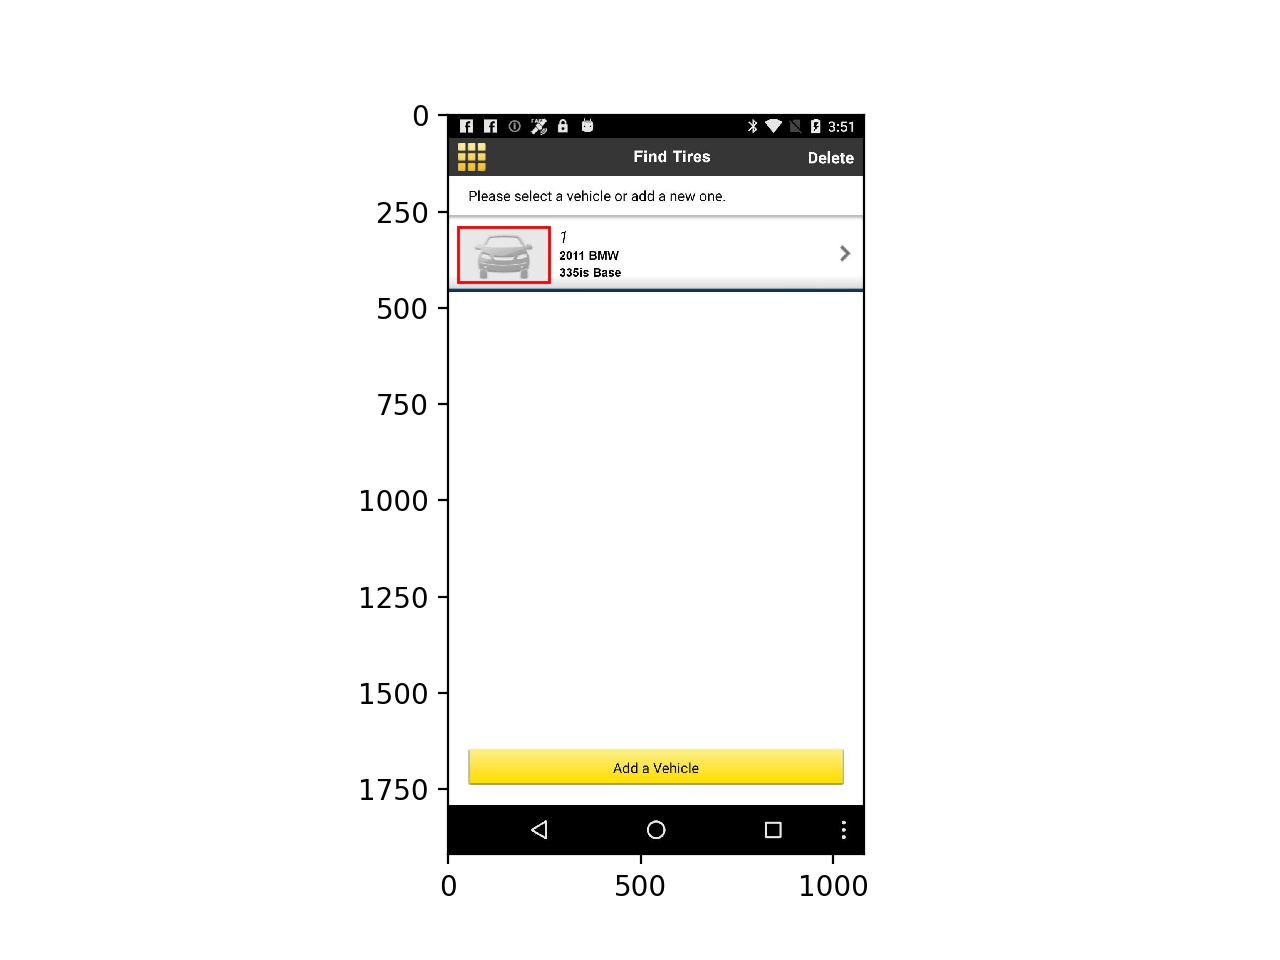 3:51
Find Tires
Delete
Please select a vehicle or add a new one.
1
2011 BMW
335is Base
Add a Vehicle
0
250
500
750
1000
1250
1500
1750
0
500
1000